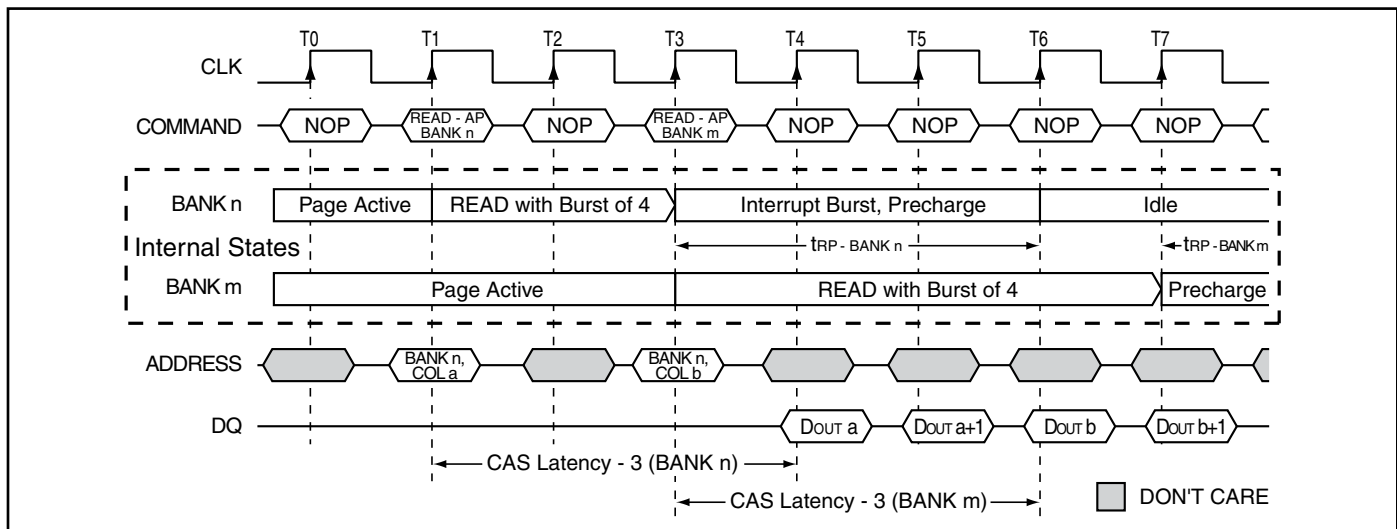 T0 T1 T2 T3 T4 T5 T6 T7
CLK
COMMAND NOP READ - AP BANK n NOP READ - AP BANK m NOP NOP NOP NOP
BANK n Page Active READ with Burst of 4 Interrupt Burst, Precharge Idle
Internal States tRP - BANK n tRP - BANK m
BANK m Page Active READ with Burst of 4 Precharge
ADDRESS BANK n, COL a BANK n, COL b
DQ DOUT a DOUT a+1 DOUT b DOUT b+1
CAS Latency - 3 (BANK n)
CAS Latency - 3 (BANK m) DON'T CARE